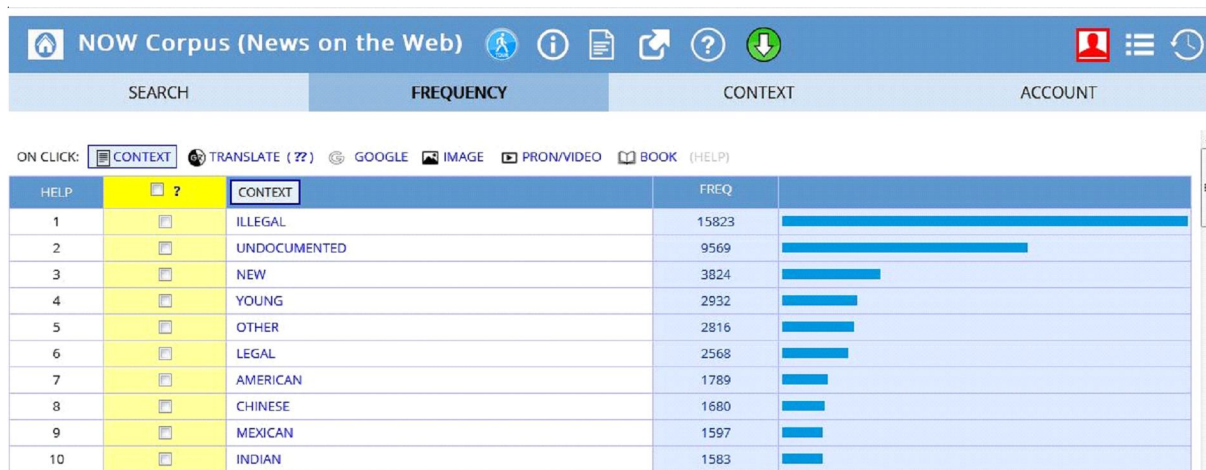 NOW Corpus (News on the Web)
SEARCH FREQUENCY CONTEXT ACCOUNT
ON CLICK: CONTEXT TRANSLATE (??) GOOGLE IMAGE PRON/VIDEO BOOK (HELP)
HELP ? CONTEXT FREQ
1 ILLEGAL 15823
2 UNDOCUMENTED 9569
3 NEW 3824
4 YOUNG 2932
5 OTHER 2816
6 LEGAL 2568
7 AMERICAN 1789
8 CHINESE 1680
9 MEXICAN 1597
10 INDIAN 1583